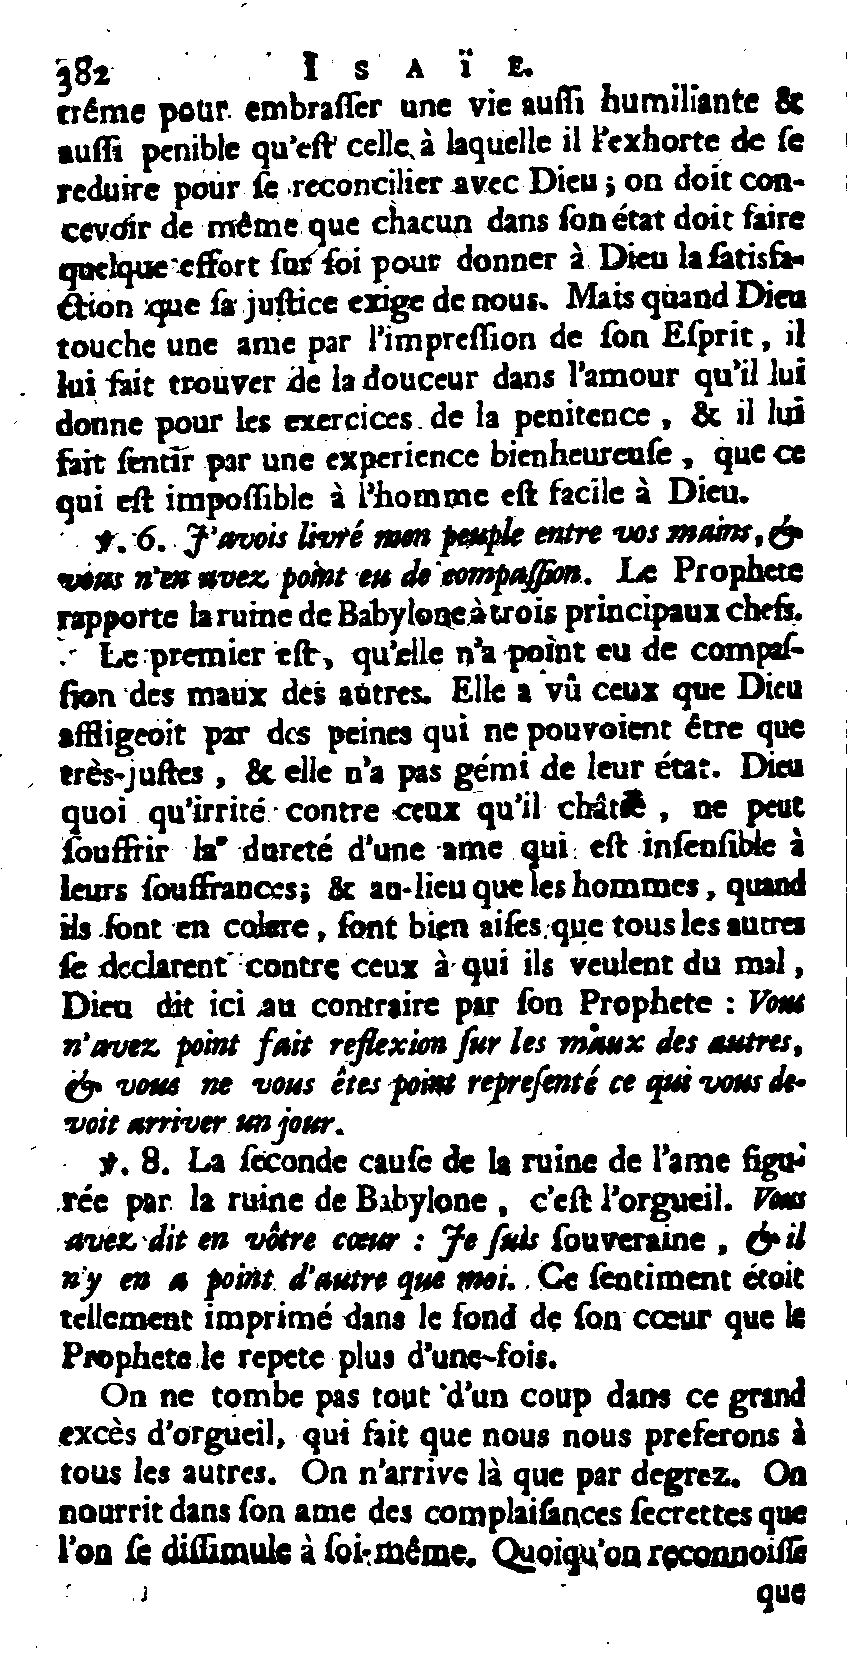 382 ISAÏE.
tréme pour embraſſer une vie auſſi humiliante &
auſſi penible qu'eſt celle à laquelle il l'exhorte de ſe
reduire pour ſe reconcilier avec Dieu ; on doit con-
cevoir de même que chacun dans ſon état doit faire
quelque effort ſur ſoi pour donner à Dieu la ſatisfa-
ction que ſa juſtice exige de nous. Mais quand Dieu
touche une ame par l'impreſſion de ſon Eſprit, il
lui fait trouver de la douceur dans l'amour qu'il lui
donne pour les exercices de la penitence, & il lui
fait ſentir par une experience bienheureuſe, que ce
qui eſt impoſſible à l'homme eſt facile à Dieu.
℣. 6. J'avois livré mon peuple entre vos mains, &
vous n'en avez point eu de compaſſion. Le Prophete
rapporte la ruine de Babylone à trois principaux chefs.
Le premier eſt, qu'elle n'a point eu de compaſ-
ſion des maux des autres. Elle a vû ceux que Dieu
affligeoit par des peines qui ne pouvoient être que
très-juſtes, & elle n'a pas gémi de leur état. Dieu
quoi qu'irrité contre ceux qu'il châtie, ne peut
ſouffrir la dureté d'une ame qui eſt inſenſible à
leurs ſouffrances; & au-lieu que les hommes, quand
ils ſont en colere, ſont bien aiſes que tous les autres
ſe declarent contre ceux à qui ils veulent du mal,
Dieu dit ici au contraire par ſon Prophete : Vous
n'avez point fait reflexion ſur les maux des autres,
& vous ne vous êtes point repreſenté ce qui vous de-
voit arriver un jour.
℣. 8. La ſeconde cauſe de la ruine de l'ame figu-
rée par la ruine de Babylone, c'eſt l'orgueil. Vous
avez dit en vôtre cœur : Je ſuis ſouveraine, & il
n'y en a point d'autre que moi. Ce ſentiment étoit
tellement imprimé dans le fond de ſon cœur que le
Prophete le repete plus d'une-fois.
On ne tombe pas tout d'un coup dans ce grand
excès d'orgueil, qui fait que nous nous preferons à
tous les autres. On n'arrive là que par degrez. On
nourrit dans ſon ame des complaiſances ſecrettes que
l'on ſe diſſimule à ſoi-même. Quoiqu'on reconnoiſſe
que